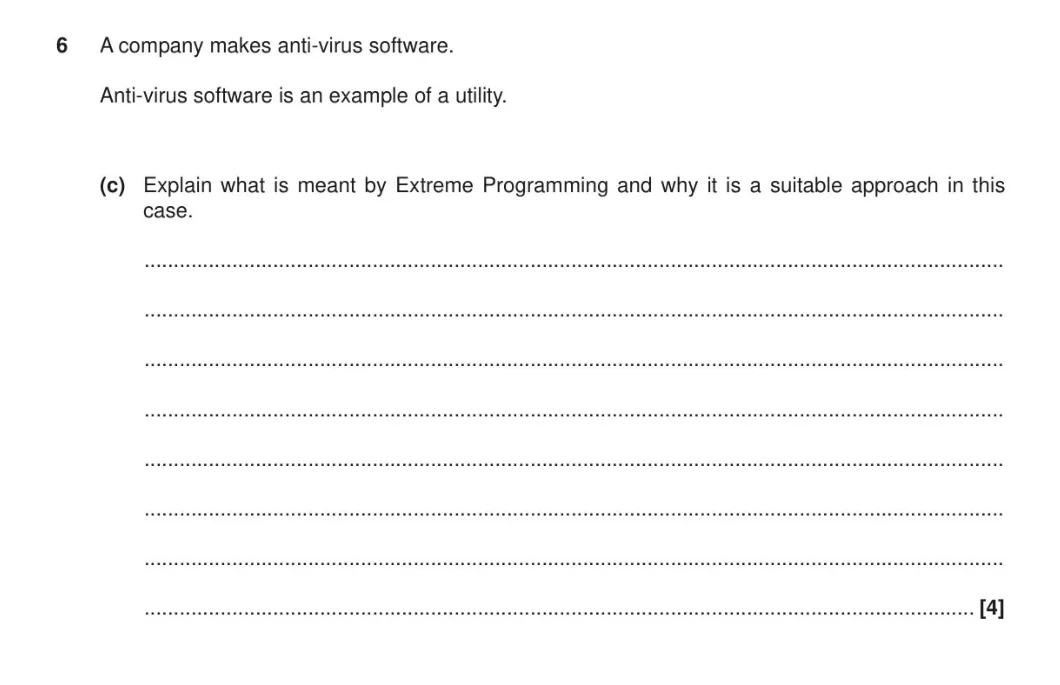 6 A company makes anti-virus software.
Anti-virus software is an example of a utility.
(c) Explain what is meant by Extreme Programming and why it is a suitable approach in this
case.
[4]